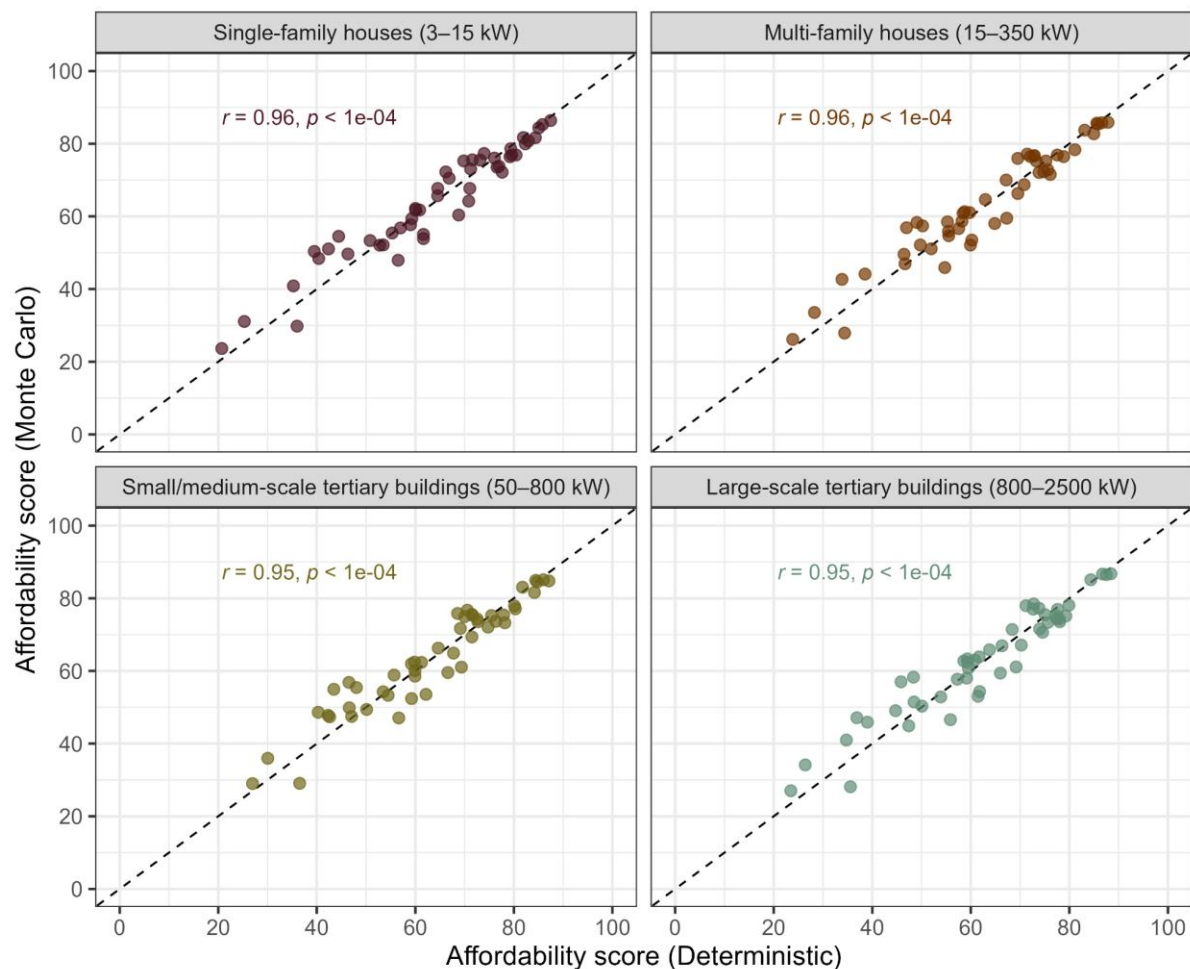 Single-family houses (3–15 kW)
Multi-family houses (15–350 kW)
r = 0.96, p < 1e-04
r = 0.96, p < 1e-04
100
80
60
40
20
0
Small/medium-scale tertiary buildings (50–800 kW)
Large-scale tertiary buildings (800–2500 kW)
r = 0.95, p < 1e-04
r = 0.95, p < 1e-04
100
80
60
40
20
0
0 20 40 60 80 100
0 20 40 60 80 100
Affordability score (Monte Carlo)
Affordability score (Deterministic)